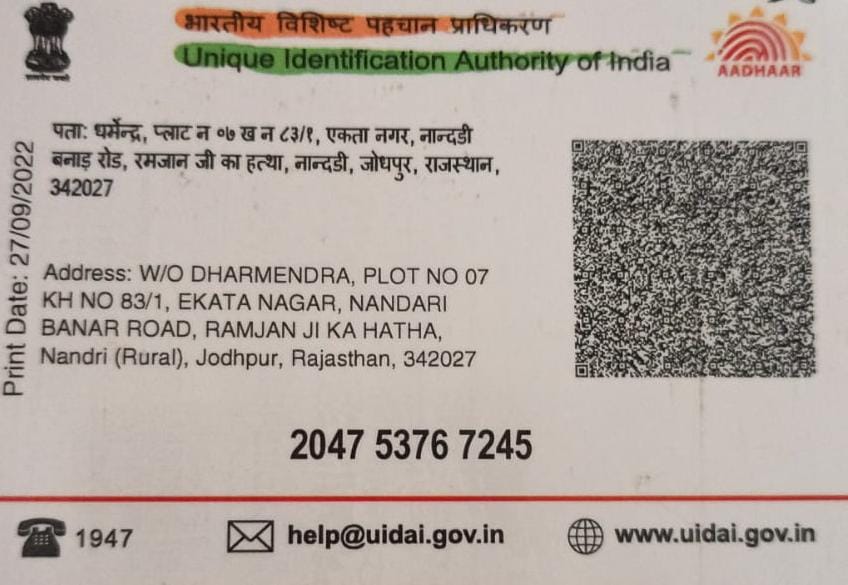 भारतीय विशिष्ट पहचान प्राधिकरण
Unique Identification Authority of India
AADHAAR
Print Date: 27/09/2022
पता: धर्मेन्द्र, प्लाट न ०७ ख न ८३/१, एकता नगर, नान्दडी
बनाड़ रोड, रमजान जी का हत्था, नान्दडी, जोधपुर, राजस्थान,
342027
Address: W/O DHARMENDRA, PLOT NO 07
KH NO 83/1, EKATA NAGAR, NANDARI
BANAR ROAD, RAMJAN JI KA HATHA,
Nandri (Rural), Jodhpur, Rajasthan, 342027
2047 5376 7245
1947
help@uidai.gov.in
www.uidai.gov.in